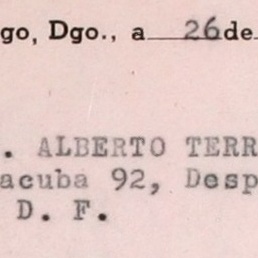 go, Dgo., a 26 de
. ALBERTO TERR
acuba 92, Desp
D. F.